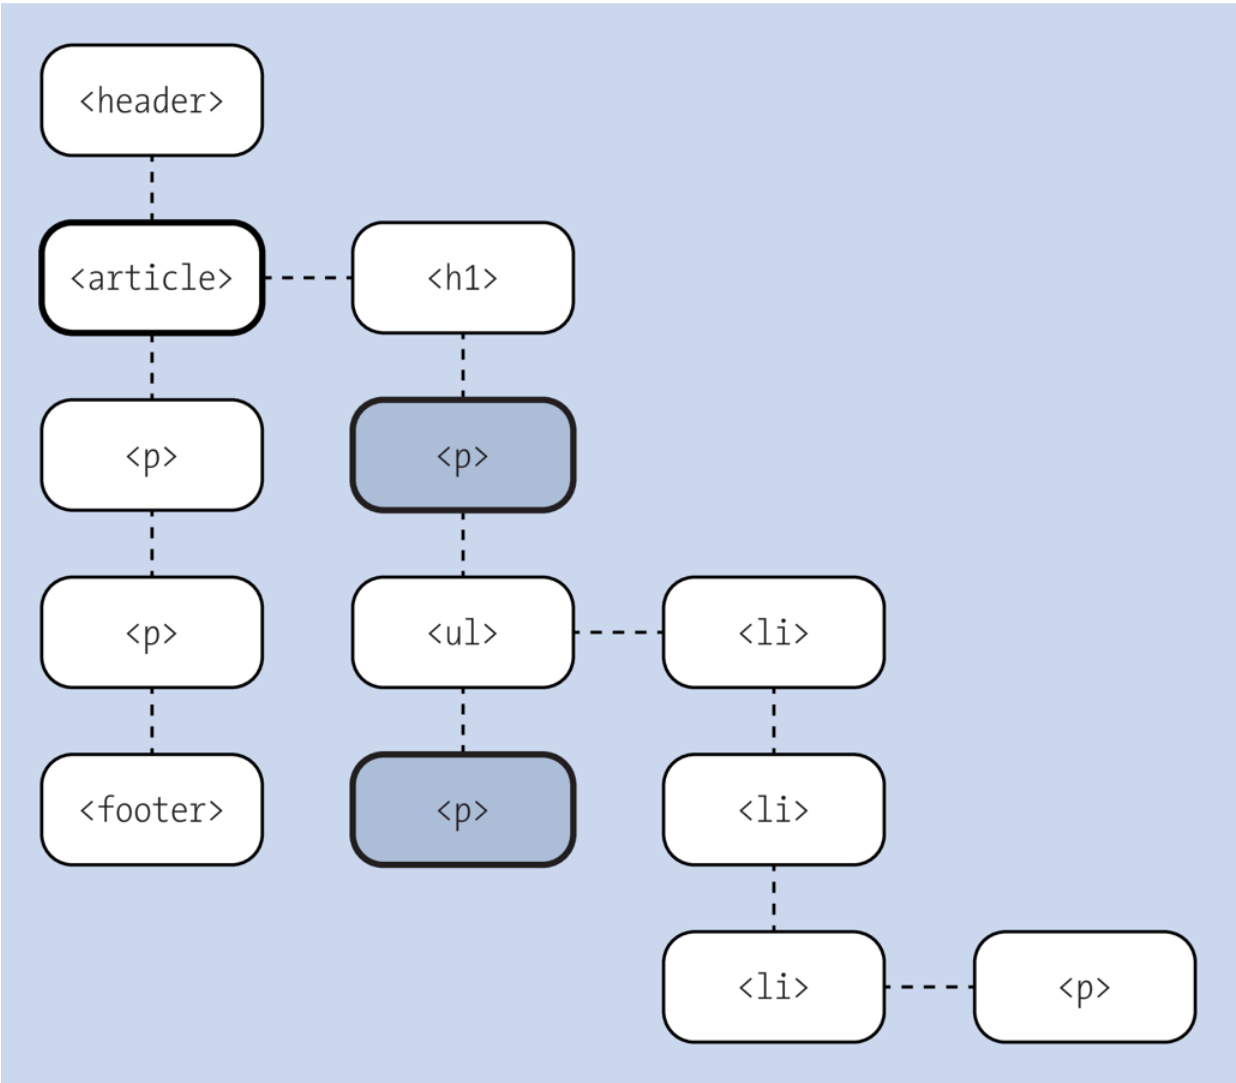 <header>
<article>
<h1>
<p>
<p>
<p>
<ul>
<li>
<footer>
<p>
<li>
<li>
<p>